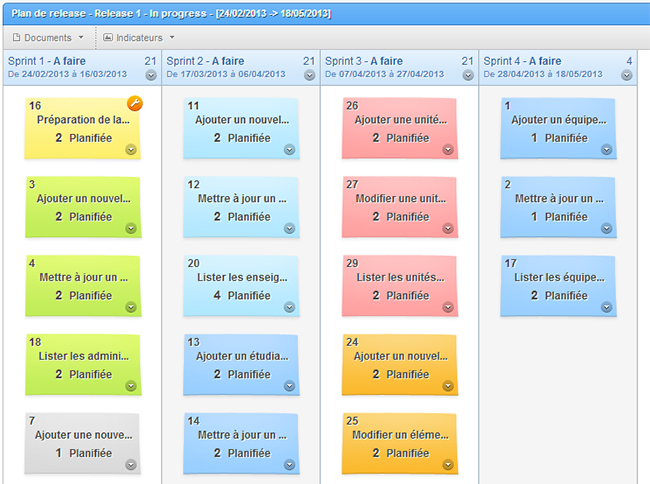 Plan de release - Release 1 - In progress - [24/02/2013 -> 18/05/2013]
Documents Indicateurs
Sprint 1 - A faire 21
De 24/02/2013 à 16/03/2013
16
Préparation de la...
2 Planifiée
3
Ajouter un nouvel...
2 Planifiée
4
Mettre à jour un ...
2 Planifiée
18
Lister les admini...
2 Planifiée
7
Ajouter une nouve...
1 Planifiée
Sprint 2 - A faire 21
De 17/03/2013 à 06/04/2013
11
Ajouter un nouvel...
2 Planifiée
12
Mettre à jour un ...
2 Planifiée
20
Lister les enseig...
4 Planifiée
13
Ajouter un étudia...
2 Planifiée
14
Mettre à jour un ...
2 Planifiée
Sprint 3 - A faire 21
De 07/04/2013 à 27/04/2013
26
Ajouter une unité...
2 Planifiée
27
Modifier une unit...
2 Planifiée
29
Lister les unités...
2 Planifiée
24
Ajouter un nouvel...
2 Planifiée
25
Modifier un éléme...
2 Planifiée
Sprint 4 - A faire 4
De 28/04/2013 à 18/05/2013
1
Ajouter un équipe...
1 Planifiée
2
Mettre à jour un ...
1 Planifiée
17
Lister les équipe...
2 Planifiée